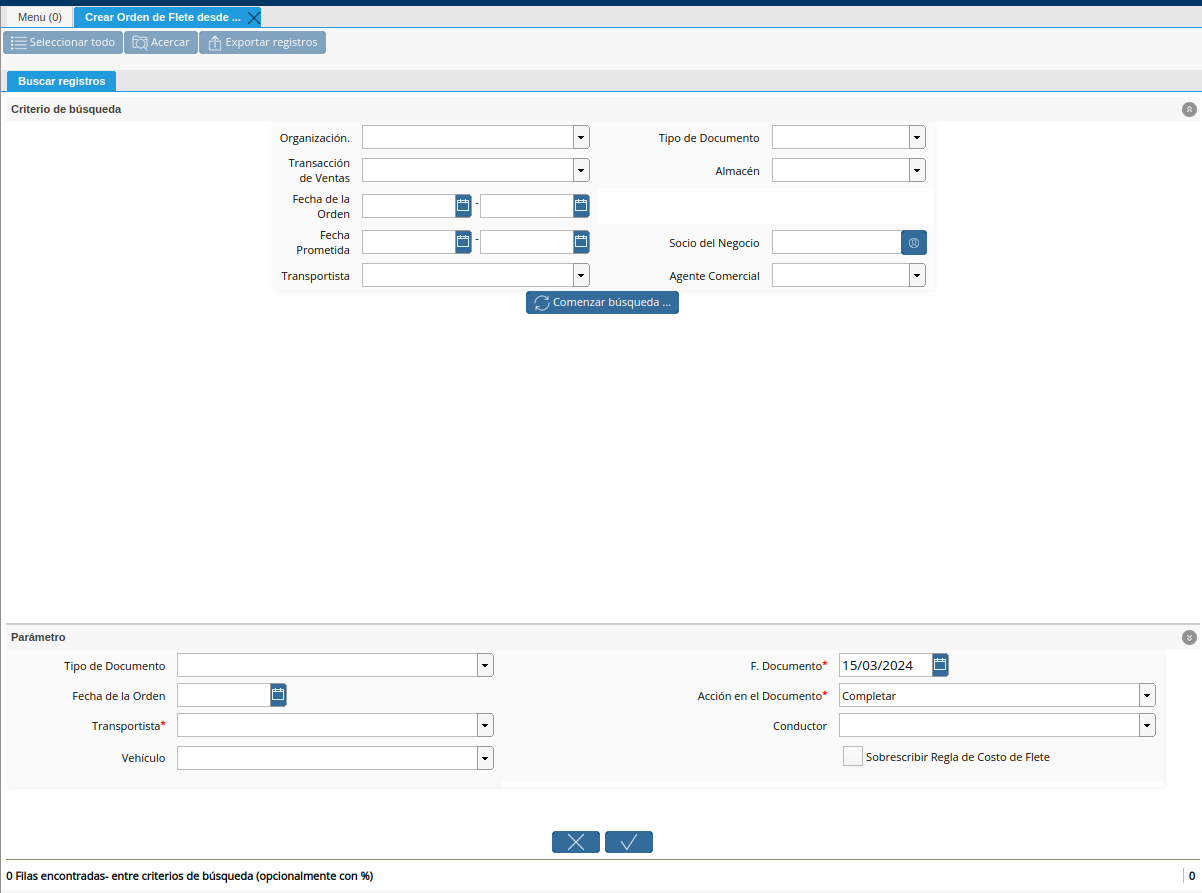 Menu (0)
Crear Orden de Flete desde ...
Seleccionar todo
Acercar
Exportar registros
Buscar registros
Criterio de búsqueda
Organización.
Tipo de Documento
Transacción
de Ventas
Almacén
Fecha de la
Orden
-
Fecha
Prometida
-
Socio del Negocio
Transportista
Agente Comercial
Comenzar búsqueda ...
Parámetro
Tipo de Documento
F. Documento*
15/03/2024
Fecha de la Orden
Acción en el Documento*
Completar
Transportista*
Conductor
Vehículo
Sobrescribir Regla de Costo de Flete
0 Filas encontradas- entre criterios de búsqueda (opcionalmente con %)
0